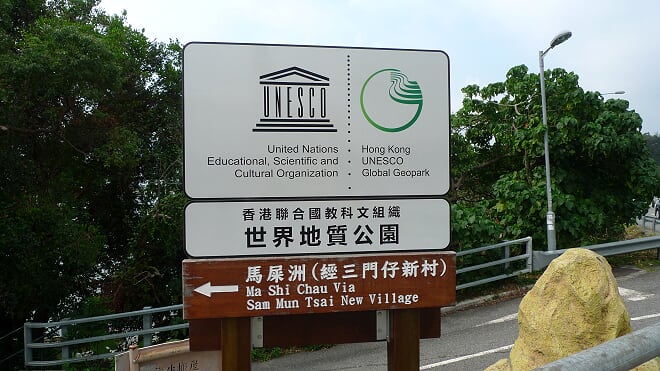 UNESCO
United Nations
Educational, Scientific and
Cultural Organization
Hong Kong
UNESCO
Global Geopark
香港聯合國教科文組織
世界地質公園
馬屎洲(經三門仔新村)
Ma Shi Chau Via
Sam Mun Tsai New Village